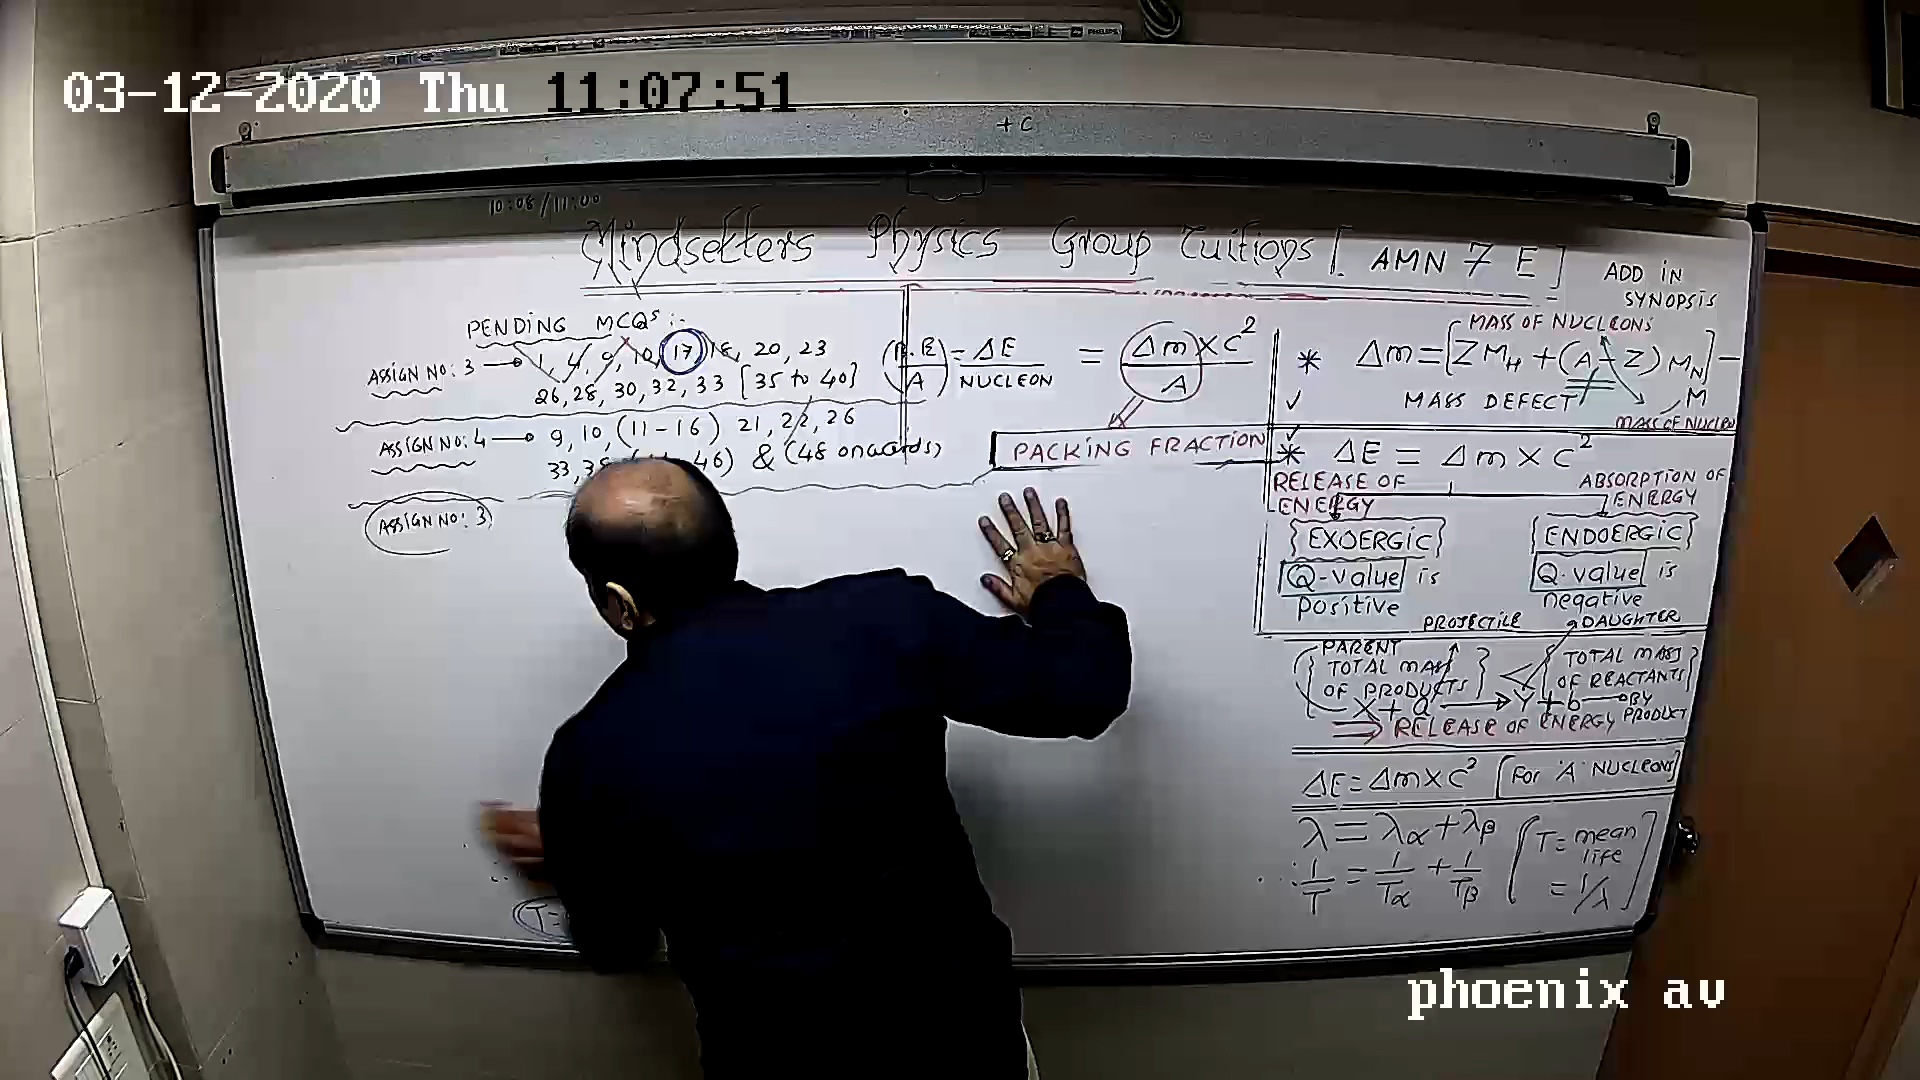 03-12-2020 Thu 11:07:51
PHILIPS
+ C
10:08/11:00
Mindsetters Physics Group Tuitions [ AMN 7 E ]
ADD IN
SYNOPSIS
PENDING MCQs :-
ASSIGN NO: 3 → 1, 4, 9, 10, 17, 18, 20, 23
26, 28, 30, 32, 33 [35 to 40]
ASSIGN NO: 4 → 9, 10, (11-16) 21, 22, 26
46) & (48 onwards)
ASSIGN NO: 3
T=
(B.E/A) = ΔE/NUCLEON = (Δm) x C²/A
PACKING FRACTION
MASS OF NUCLEONS
* Δm = [Z M_H + (A - Z) M_N] - M
MASS DEFECT
* ΔE = Δm x C²
RELEASE OF ENERGY
ABSORPTION OF ENERGY
{EXOERGIC}
{ENDOERGIC}
Q-value is positive
Q-value is negative
PROJECTILE
DAUGHTER
PARENT
{TOTAL MASS OF PRODUCTS} < {TOTAL MASS OF REACTANTS}
X + a → Y + b → BY PRODUCT
⇒ RELEASE OF ENERGY
ΔE = Δm x C² [For 'A' NUCLEONS]
λ = λα + λβ
∴ 1/T = 1/Tα + 1/Tβ
[T = mean life = 1/λ]
phoenix av